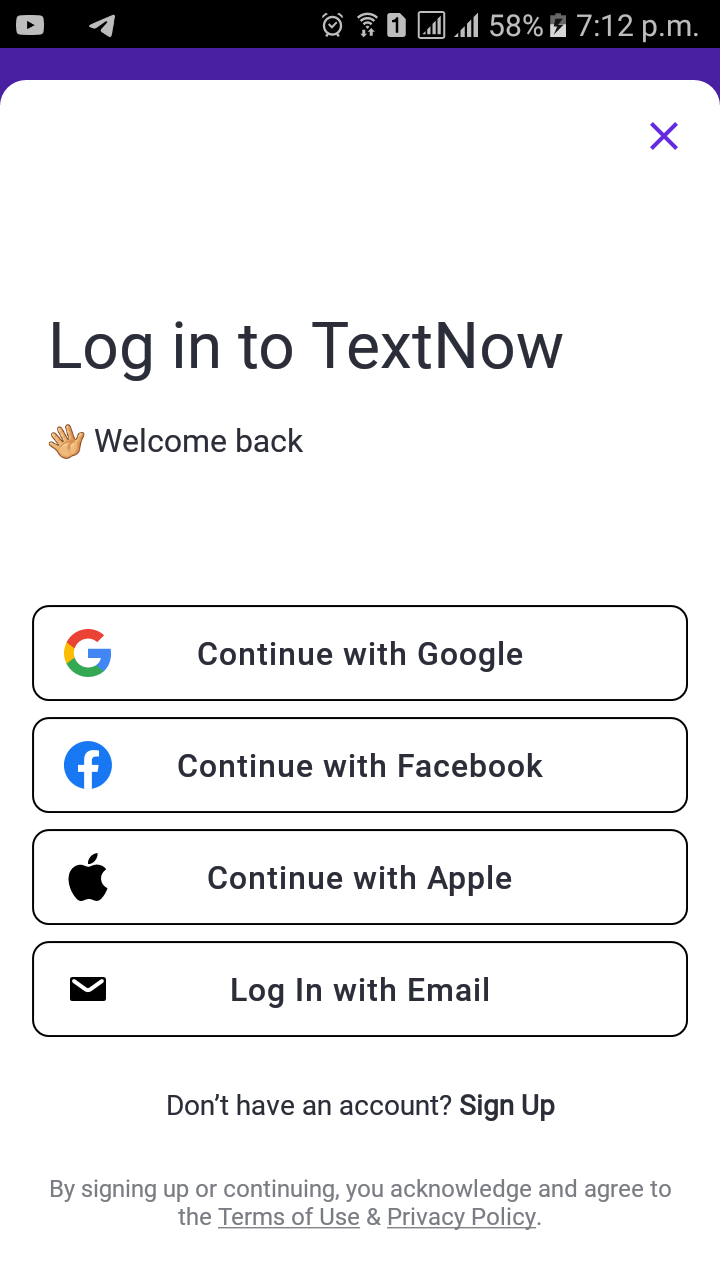 58% 7:12 p.m.
Log in to TextNow
👋🏼 Welcome back
Continue with Google
Continue with Facebook
Continue with Apple
Log In with Email
Don’t have an account? Sign Up
By signing up or continuing, you acknowledge and agree to
the Terms of Use & Privacy Policy.